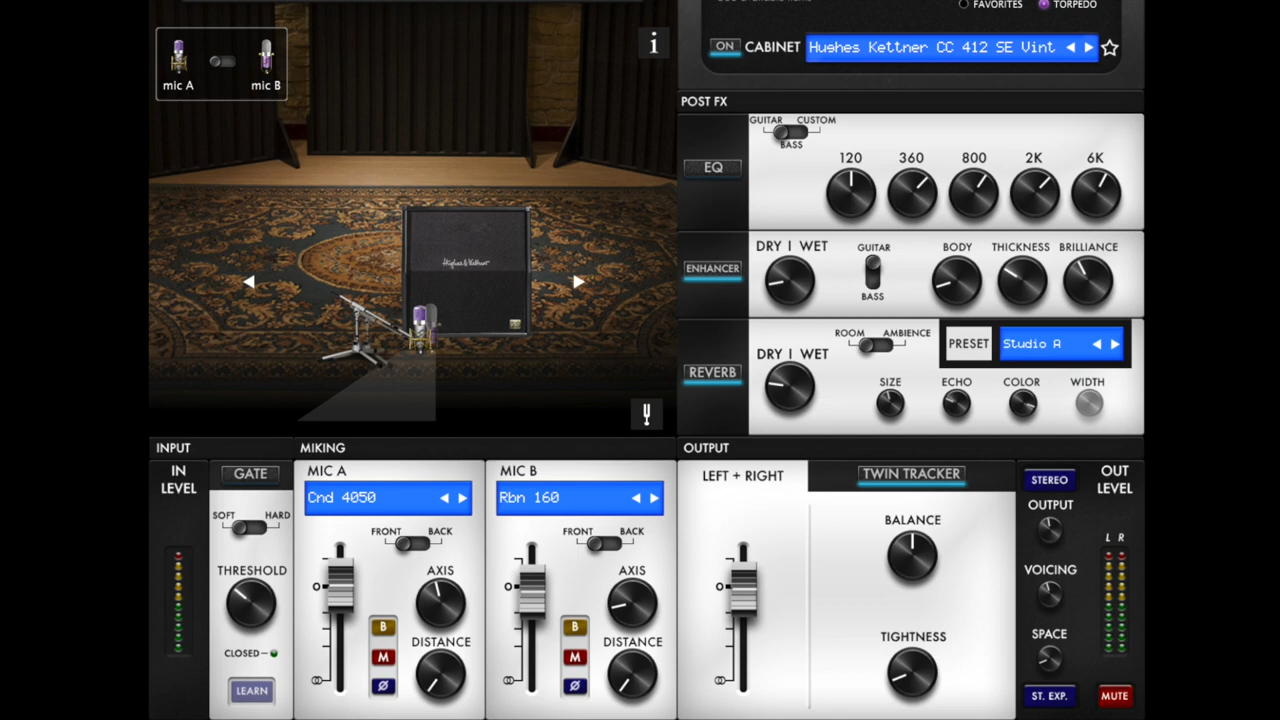 FAVORITES TORPEDO
mic A mic B
i
ON CABINET Hughes Kettner CC 412 SE Vint
POST FX
GUITAR CUSTOM
BASS
EQ
120 360 800 2K 6K
Hughes & Kettner
ENHANCER
DRY | WET GUITAR BODY THICKNESS BRILLIANCE
BASS
REVERB
ROOM AMBIENCE
PRESET Studio A
DRY | WET
SIZE ECHO COLOR WIDTH
INPUT MIKING OUTPUT
IN LEVEL
GATE
SOFT HARD
THRESHOLD
CLOSED
LEARN
MIC A
Cnd 4050
FRONT BACK
AXIS
B
DISTANCE
M
Ø
MIC B
Rbn 160
FRONT BACK
AXIS
B
DISTANCE
M
Ø
LEFT + RIGHT
TWIN TRACKER
BALANCE
TIGHTNESS
STEREO
OUTPUT
VOICING
SPACE
ST. EXP.
OUT LEVEL
L R
MUTE